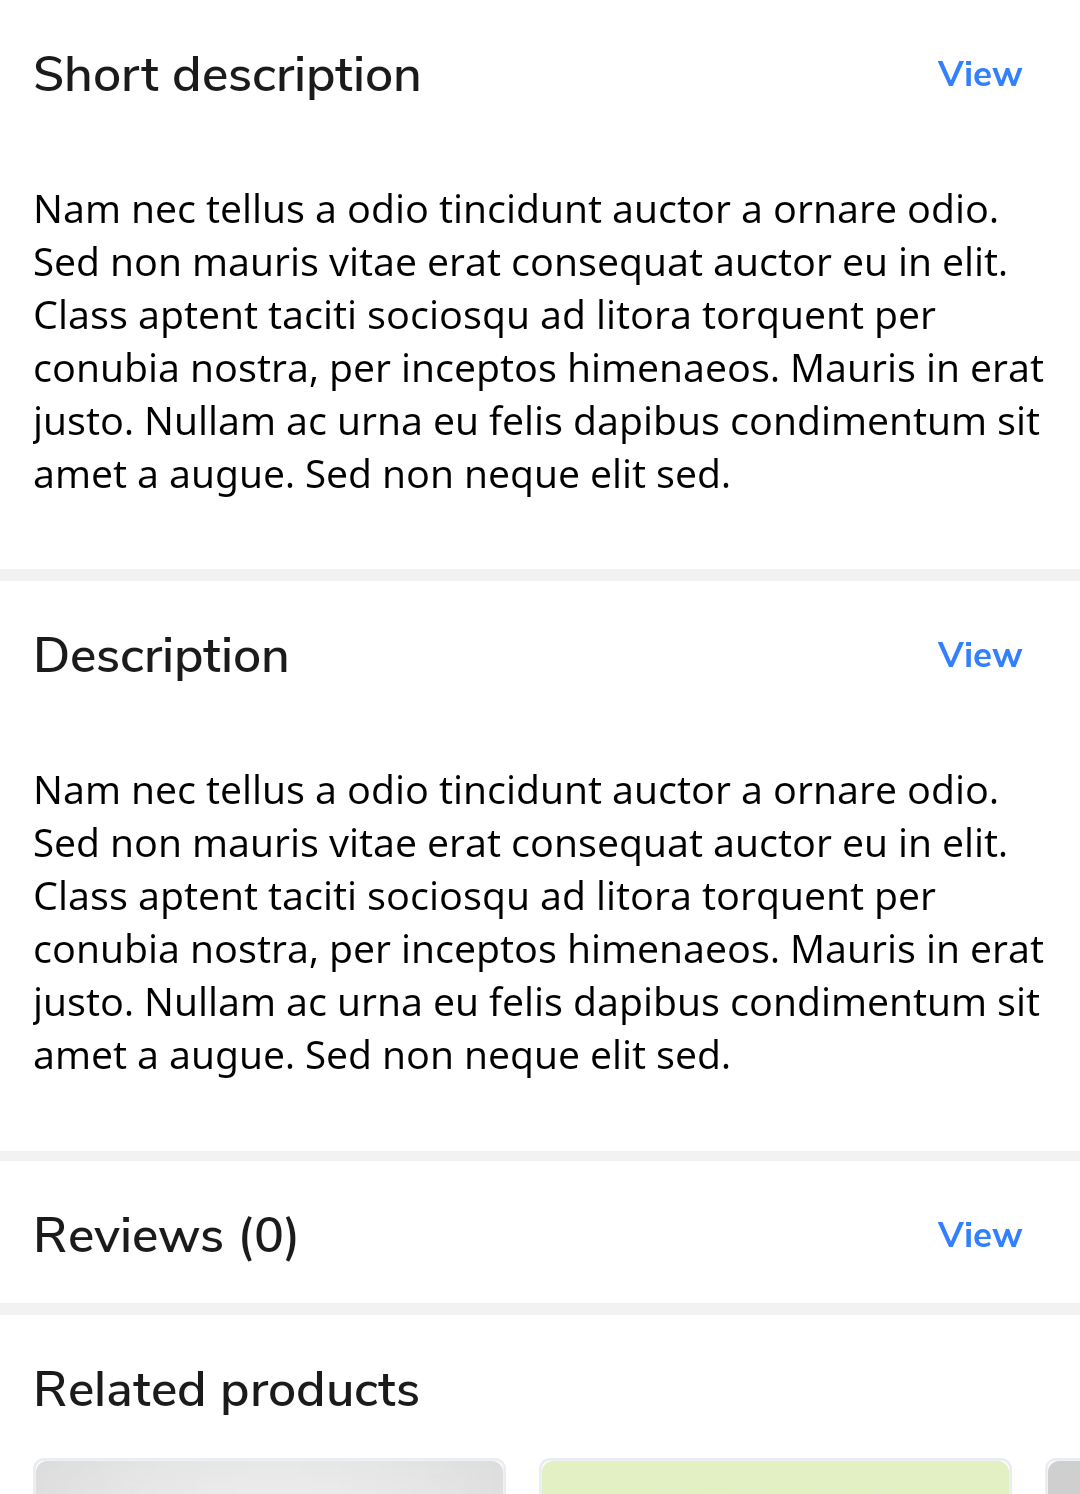 Short description
View
Nam nec tellus a odio tincidunt auctor a ornare odio.
Sed non mauris vitae erat consequat auctor eu in elit.
Class aptent taciti sociosqu ad litora torquent per
conubia nostra, per inceptos himenaeos. Mauris in erat
justo. Nullam ac urna eu felis dapibus condimentum sit
amet a augue. Sed non neque elit sed.
Description
View
Nam nec tellus a odio tincidunt auctor a ornare odio.
Sed non mauris vitae erat consequat auctor eu in elit.
Class aptent taciti sociosqu ad litora torquent per
conubia nostra, per inceptos himenaeos. Mauris in erat
justo. Nullam ac urna eu felis dapibus condimentum sit
amet a augue. Sed non neque elit sed.
Reviews (0)
View
Related products